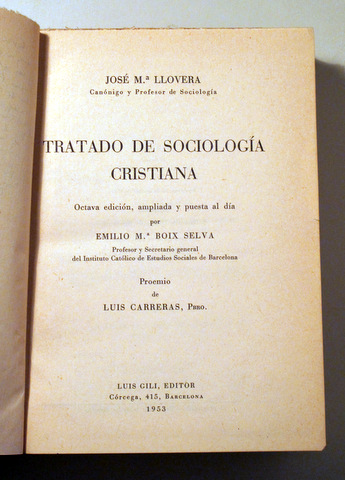 JOSÉ M.ª LLOVERA
Canónigo y Profesor de Sociología
TRATADO DE SOCIOLOGÍA
CRISTIANA
Octava edición, ampliada y puesta al día
por
EMILIO M.ª BOIX SELVA
Profesor y Secretario general
del Instituto Católico de Estudios Sociales de Barcelona
Proemio
de
LUIS CARRERAS, Pbro.
LUIS GILI, EDITOR
Córcega, 415, Barcelona
1953